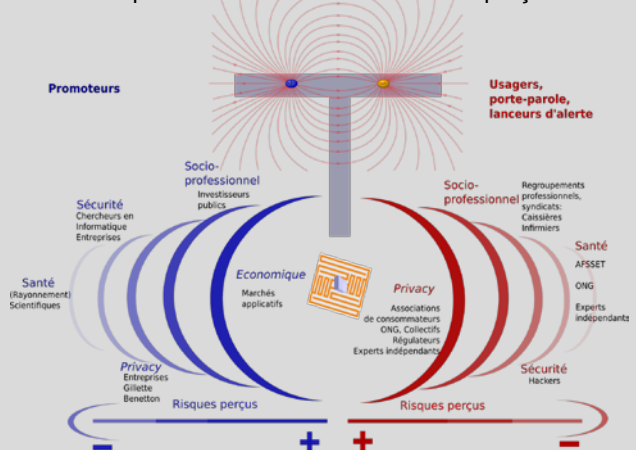 Promoteurs
Usagers,
porte-parole,
lanceurs d'alerte
Socio-
professionnel
Investisseurs
publics
Sécurité
Chercheurs en
Informatique
Entreprises
Santé
(Rayonnement)
Scientifiques
Economique
Marchés
applicatifs
Privacy
Entreprises
Gillette
Benetton
Risques perçus
Socio-
professionnel
Regroupements
professionnels,
syndicats:
Caissières
Infirmiers
Santé
AFSSET
ONG
Experts
indépendants
Privacy
Associations
de consommateurs
ONG, Collectifs
Régulateurs
Experts indépendants
Sécurité
Hackers
Risques perçus
− + + −